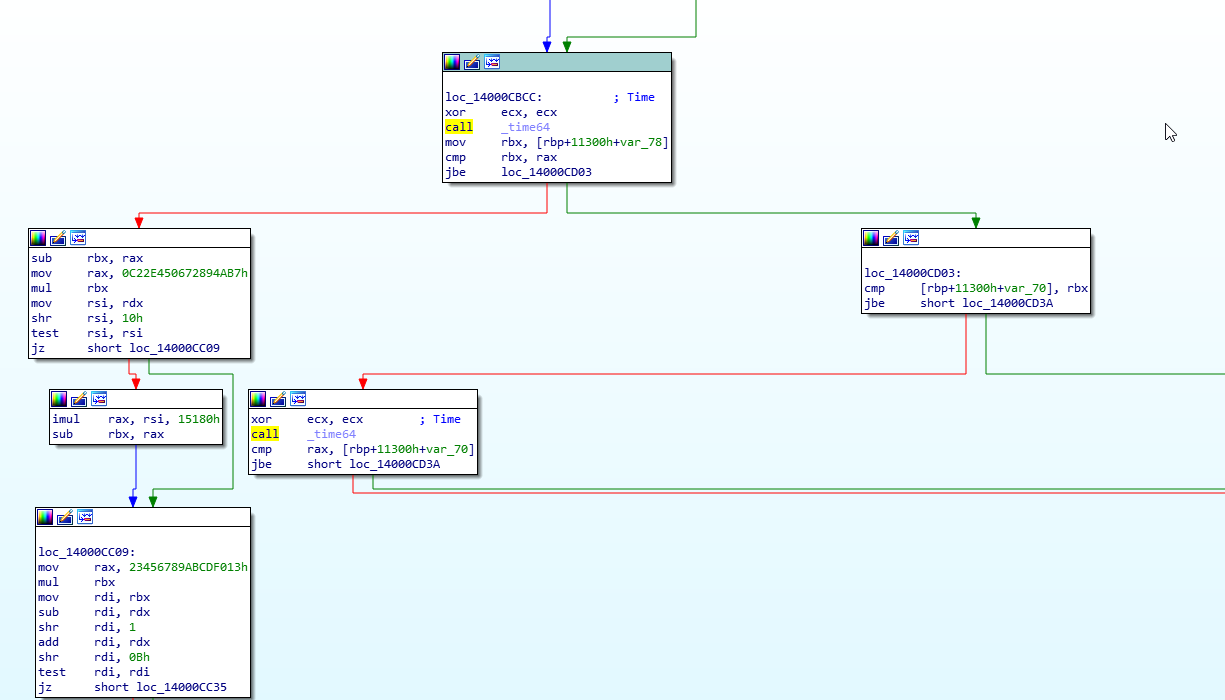 loc_14000CBCC: ; Time
xor ecx, ecx
call _time64
mov rbx, [rbp+11300h+var_78]
cmp rbx, rax
jbe loc_14000CD03
sub rbx, rax
mov rax, 0C22E450672894AB7h
mul rbx
mov rsi, rdx
shr rsi, 10h
test rsi, rsi
jz short loc_14000CC09
loc_14000CD03:
cmp [rbp+11300h+var_70], rbx
jbe short loc_14000CD3A
imul rax, rsi, 15180h
sub rbx, rax
xor ecx, ecx ; Time
call _time64
cmp rax, [rbp+11300h+var_70]
jbe short loc_14000CD3A
loc_14000CC09:
mov rax, 23456789ABCDF013h
mul rbx
mov rdi, rbx
sub rdi, rdx
shr rdi, 1
add rdi, rdx
shr rdi, 0Bh
test rdi, rdi
jz short loc_14000CC35